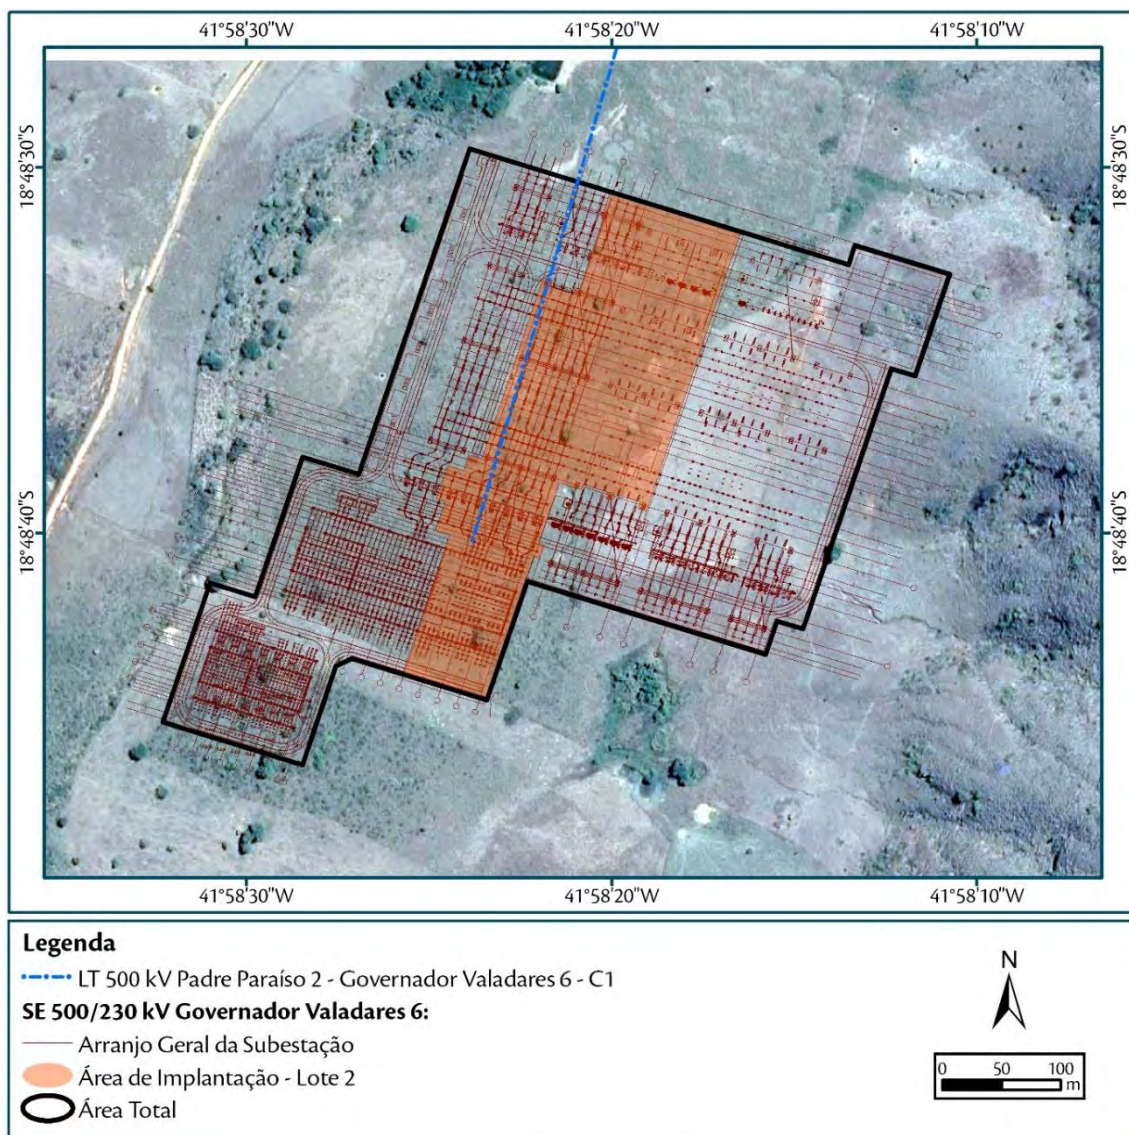 41°58'30"W 41°58'20"W 41°58'10"W
18°48'30"S 18°48'30"S
18°48'40"S 18°48'40"S
41°58'30"W 41°58'20"W 41°58'10"W
Legenda
LT 500 kV Padre Paraíso 2 - Governador Valadares 6 - C1
SE 500/230 kV Governador Valadares 6:
Arranjo Geral da Subestação
Área de Implantação - Lote 2
Área Total
N
0 50 100
m